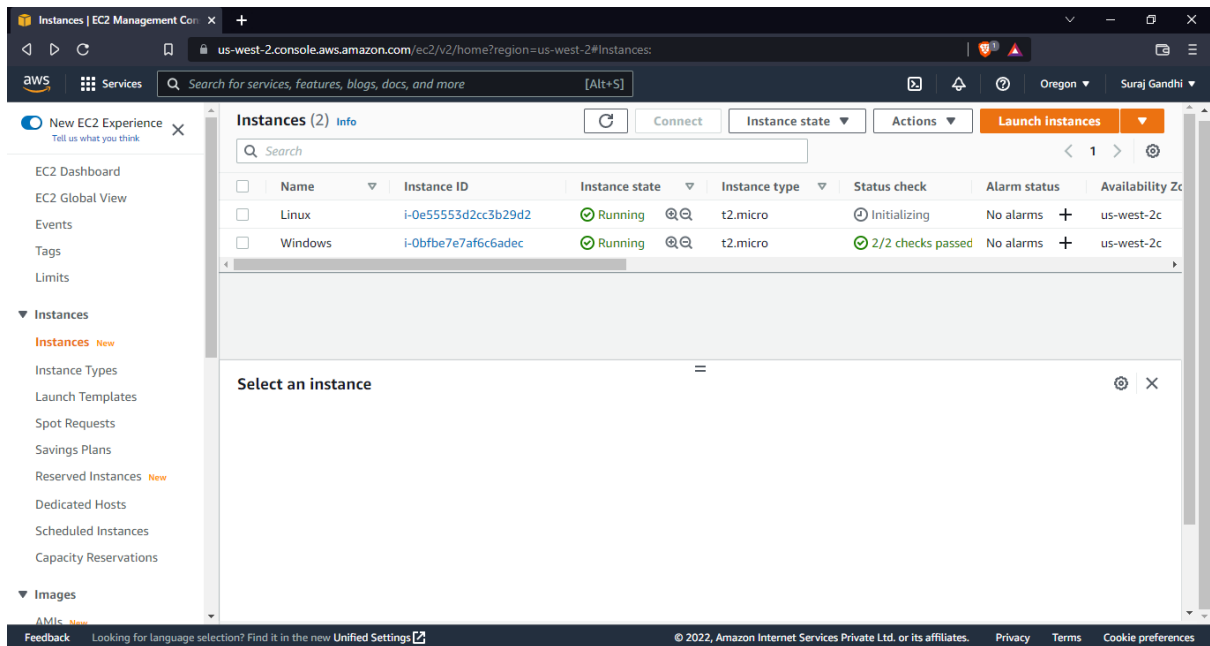 Instances | EC2 Management Con
us-west-2.console.aws.amazon.com/ec2/v2/home?region=us-west-2#Instances:
aws Services Search for services, features, blogs, docs, and more [Alt+S] Oregon ▼ Suraj Gandhi ▼
New EC2 Experience
Tell us what you think
EC2 Dashboard
EC2 Global View
Events
Tags
Limits
Instances
Instances New
Instance Types
Launch Templates
Spot Requests
Savings Plans
Reserved Instances New
Dedicated Hosts
Scheduled Instances
Capacity Reservations
Images
AMIs New
Instances (2) Info Connect Instance state ▼ Actions ▼ Launch instances ▼
Search 1
Name Instance ID Instance state Instance type Status check Alarm status Availability Zo
Linux i-0e55553d2cc3b29d2 Running t2.micro Initializing No alarms + us-west-2c
Windows i-0bfbe7e7af6c6adec Running t2.micro 2/2 checks passed No alarms + us-west-2c
Select an instance
Feedback Looking for language selection? Find it in the new Unified Settings © 2022, Amazon Internet Services Private Ltd. or its affiliates. Privacy Terms Cookie preferences